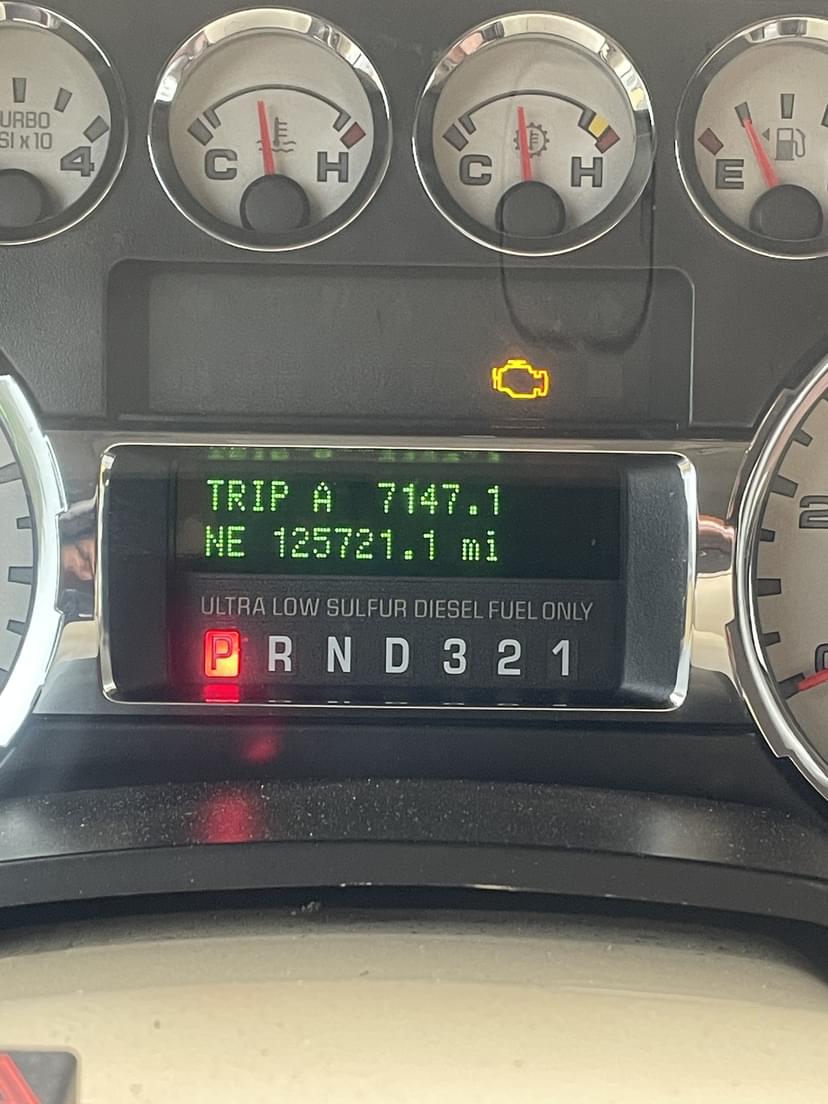 URBO
SI x 10
4
C H
C H
E
TRIP A 7147.1
NE 125721.1 mi
ULTRA LOW SULFUR DIESEL FUEL ONLY
P R N D 3 2 1